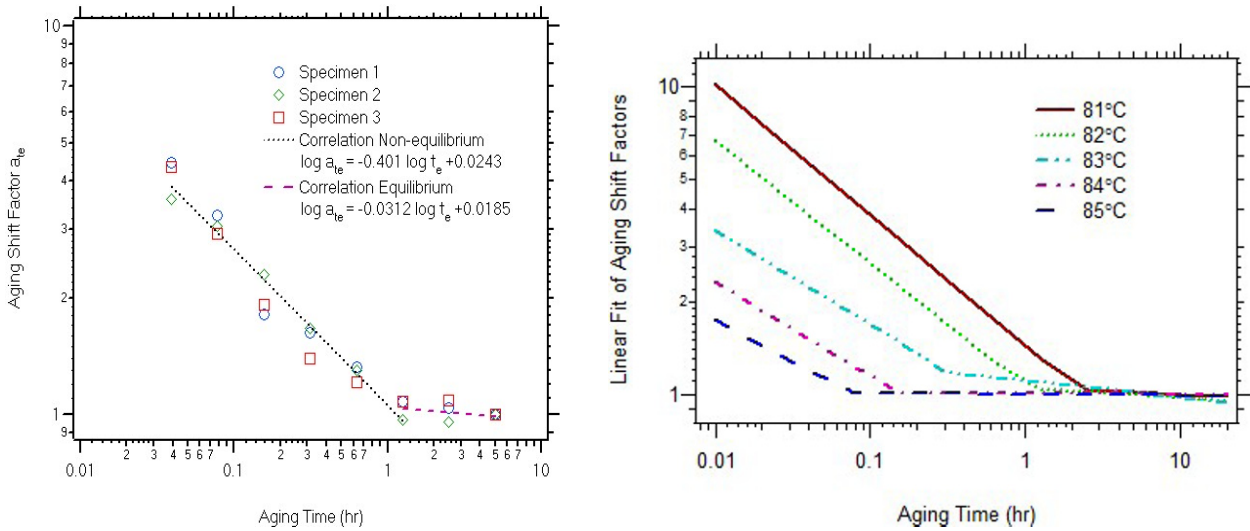 10
9
8
7
6
5
4
3
2
1
9
Aging Shift Factor a_te
Specimen 1
Specimen 2
Specimen 3
Correlation Non-equilibrium
log a_te = -0.401 log t_e +0.0243
Correlation Equilibrium
log a_te = -0.0312 log t_e +0.0185
0.01
2
3
4
5
6
7
0.1
2
3
4
5
6
7
1
2
3
4
5
6
7
10
Aging Time (hr)
10
8
7
6
5
4
3
2
1
Linear Fit of Aging Shift Factors
81°C
82°C
83°C
84°C
85°C
0.01
0.1
1
10
Aging Time (hr)